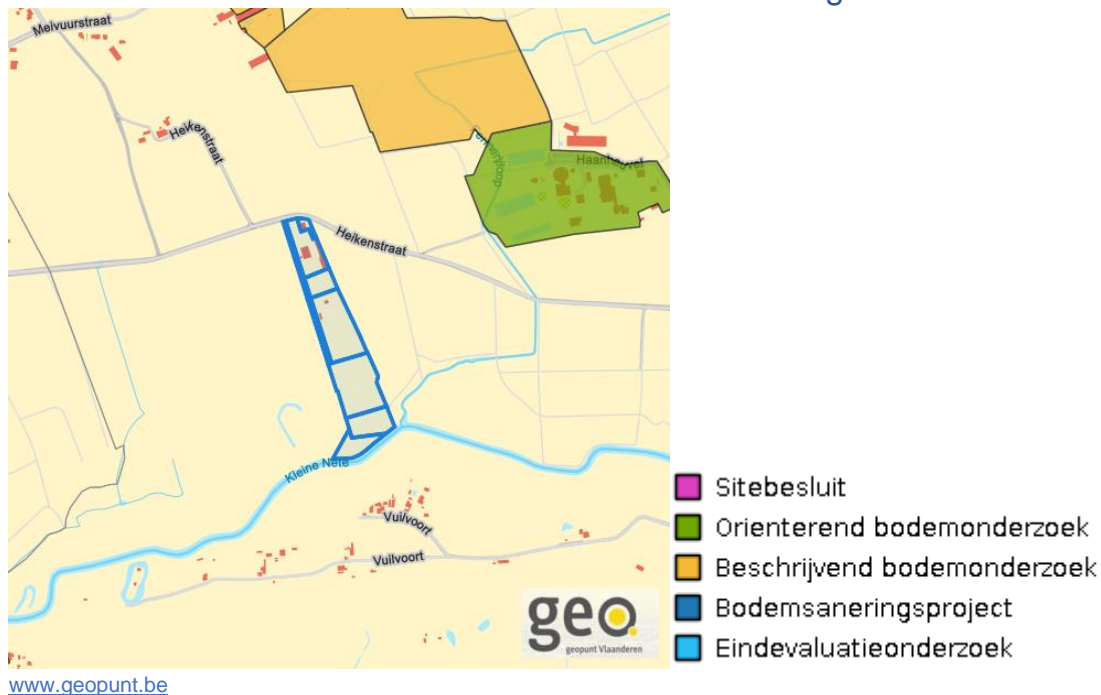 Melvuurstraat
Heikenstraat
Haanheuvel
Heikenstraat
Kleine Nete
Vuilvoort
Vuilvoort
geo
geopunt Vlaanderen
Sitebesluit
Orienterend bodemonderzoek
Beschrijvend bodemonderzoek
Bodemsaneringsproject
Eindevaluatieonderzoek
www.geopunt.be